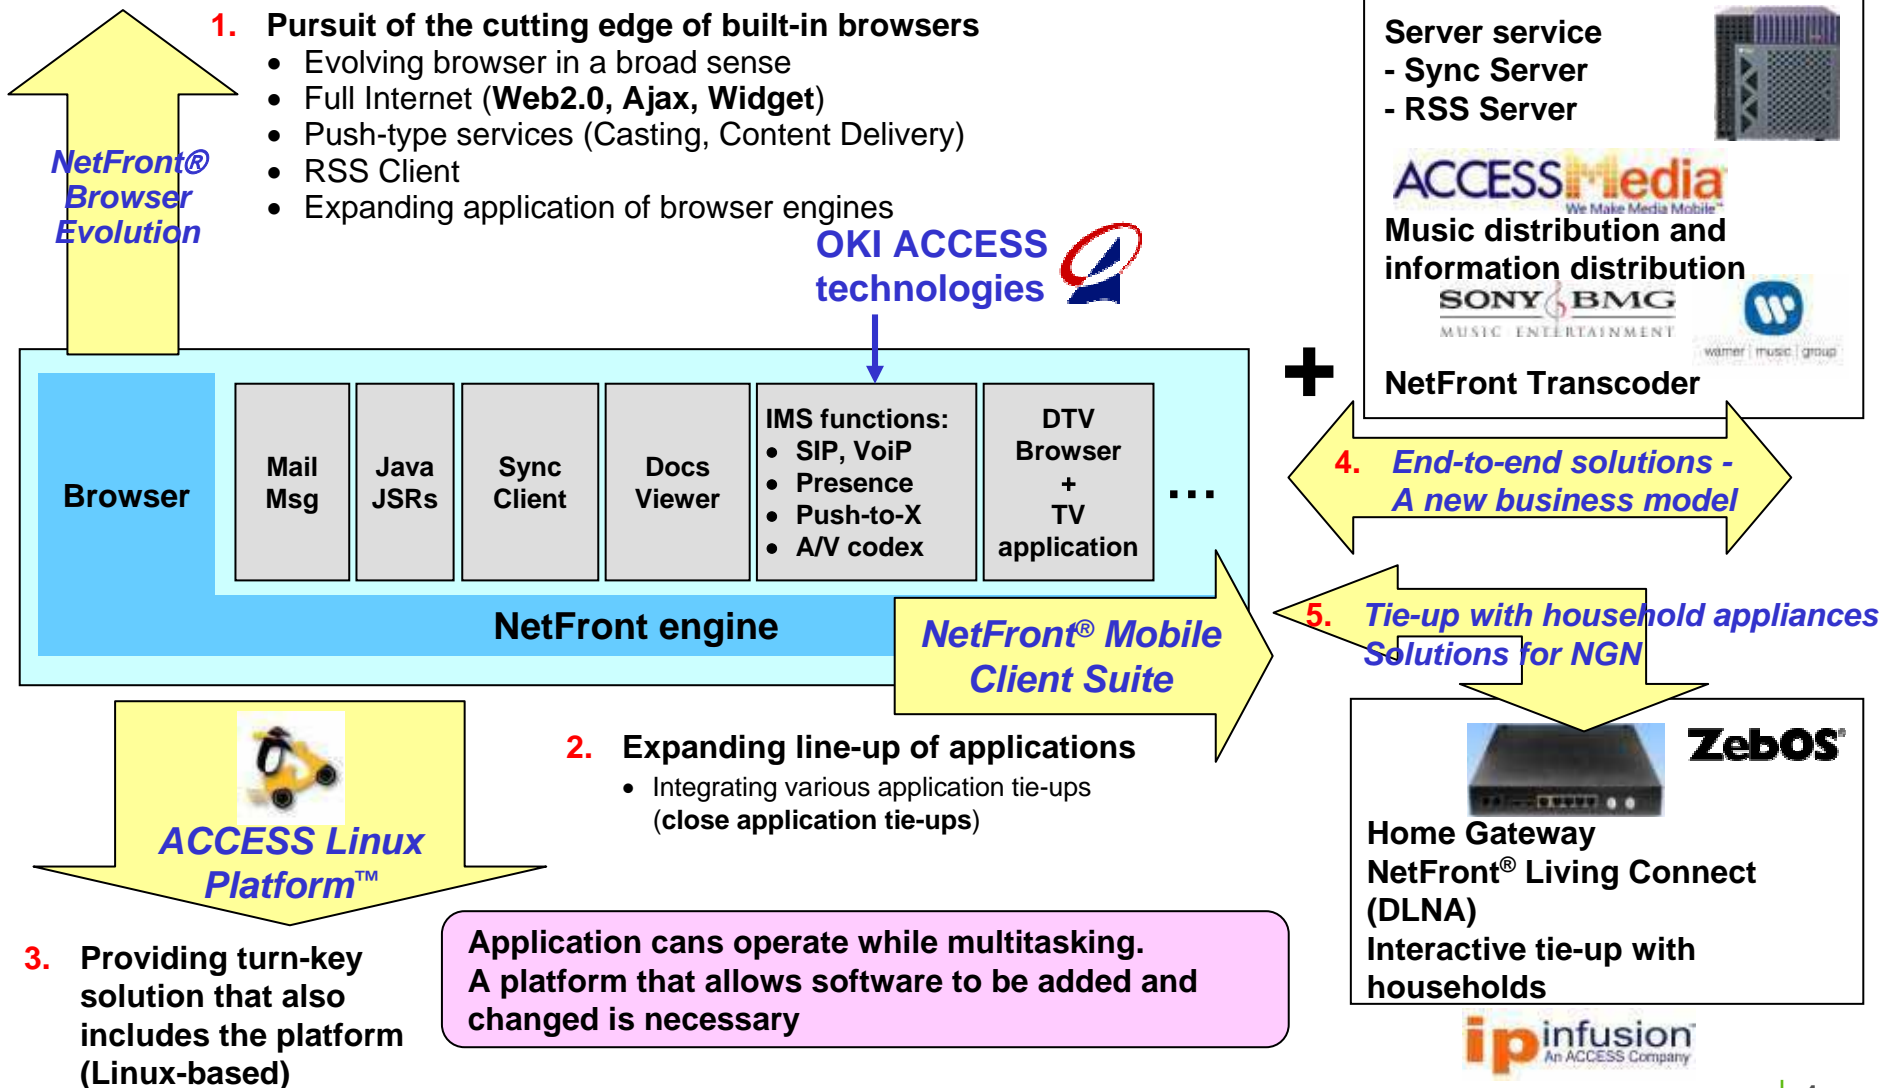 1. Pursuit of the cutting edge of built-in browsers
• Evolving browser in a broad sense
• Full Internet (Web2.0, Ajax, Widget)
• Push-type services (Casting, Content Delivery)
• RSS Client
• Expanding application of browser engines
NetFront®
Browser
Evolution
OKI ACCESS
technologies
Server service
- Sync Server
- RSS Server
ACCESS Media
We Make Media Mobile™
Music distribution and
information distribution
SONY BMG
MUSIC ENTERTAINMENT
warner | music | group
NetFront Transcoder
+
Browser
Mail
Msg
Java
JSRs
Sync
Client
Docs
Viewer
IMS functions:
• SIP, VoiP
• Presence
• Push-to-X
• A/V codex
DTV
Browser
+
TV
application
...
NetFront engine
NetFront® Mobile
Client Suite
4. End-to-end solutions -
A new business model
5. Tie-up with household appliances
Solutions for NGN
ACCESS Linux
Platform™
2. Expanding line-up of applications
• Integrating various application tie-ups
(close application tie-ups)
ZebOS®
Home Gateway
NetFront® Living Connect
(DLNA)
Interactive tie-up with
households
3. Providing turn-key
solution that also
includes the platform
(Linux-based)
Application cans operate while multitasking.
A platform that allows software to be added and
changed is necessary
ip infusion™
An ACCESS Company